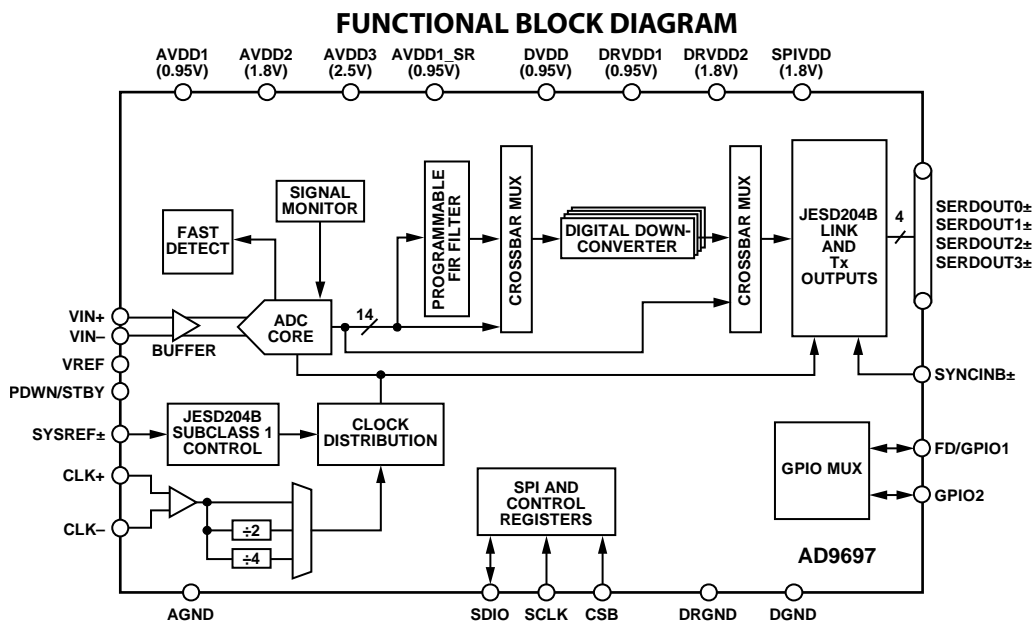 FUNCTIONAL BLOCK DIAGRAM
AVDD1
(0.95V)
AVDD2
(1.8V)
AVDD3
(2.5V)
AVDD1_SR
(0.95V)
DVDD
(0.95V)
DRVDD1
(0.95V)
DRVDD2
(1.8V)
SPIVDD
(1.8V)
SIGNAL
MONITOR
FAST
DETECT
PROGRAMMABLE
FIR FILTER
CROSSBAR MUX
DIGITAL DOWN-
CONVERTER
CROSSBAR MUX
JESD204B
LINK
AND
Tx
OUTPUTS
4
SERDOUT0±
SERDOUT1±
SERDOUT2±
SERDOUT3±
VIN+
VIN–
BUFFER
ADC
CORE
14
VREF
PDWN/STBY
SYSREF±
JESD204B
SUBCLASS 1
CONTROL
CLOCK
DISTRIBUTION
SYNCINB±
CLK+
CLK–
÷2
÷4
SPI AND
CONTROL
REGISTERS
GPIO MUX
FD/GPIO1
GPIO2
AD9697
AGND
SDIO
SCLK
CSB
DRGND
DGND